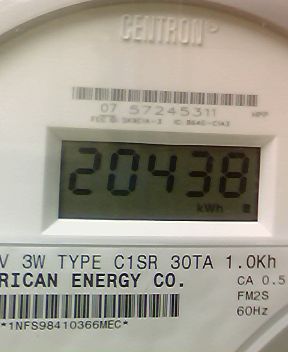 CENTRON
07 57245311
20438
kWh
V 3W TYPE C1SR 30TA 1.0Kh
RICAN ENERGY CO.
CA 0.5
FM2S
60Hz
*1NFS98410366MEC*